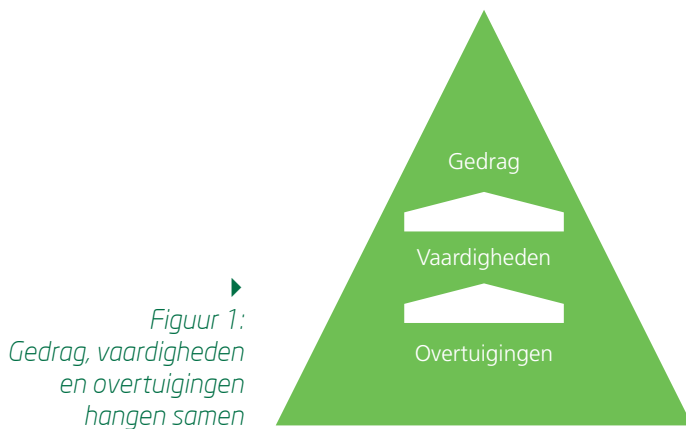 Gedrag
Vaardigheden
Overtuigingen
Figuur 1:
Gedrag, vaardigheden
en overtuigingen
hangen samen